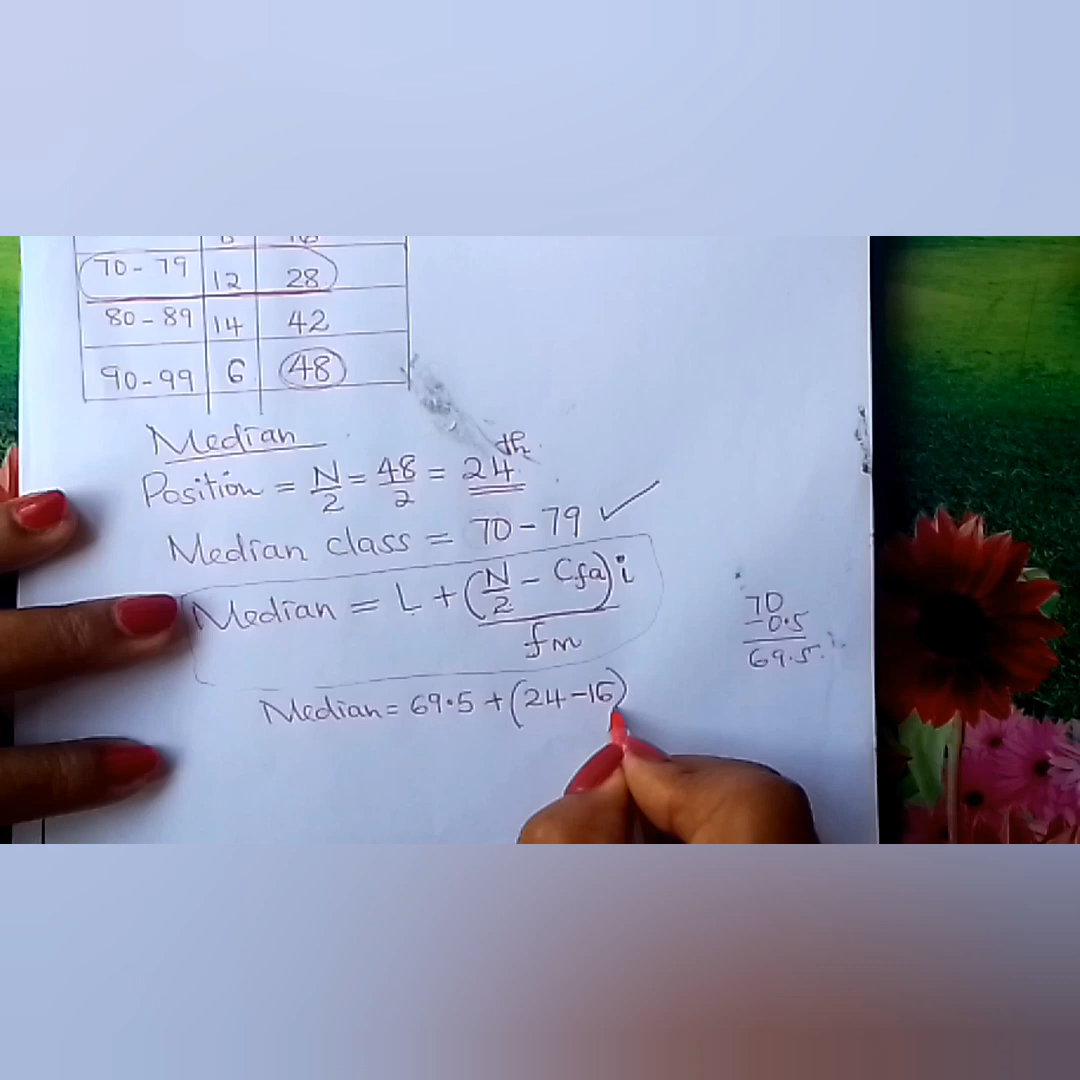 70 - 79 12 28
80 - 89 14 42
90 - 99 6 48
Median
Position = N/2 = 48/2 = 24th
Median class = 70 - 79 ✓
Median = L + (N/2 - Cfa) i
fm
70
- 0.5
69.5
Median = 69.5 + (24 - 16)